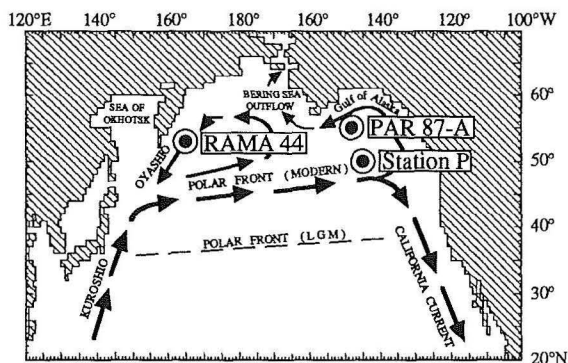 120°E 140° 160° 180° 160° 140° 120° 100°W
60°
50°
40°
30°
20°N
SEA OF
OKHOTSK
BERING SEA
OUTFLOW
Gulf of Alaska
PAR 87-A
RAMA 44
Station P
OYASHIO
POLAR FRONT (MODERN)
POLAR FRONT (LGM)
KUROSHIO
CALIFORNIA CURRENT